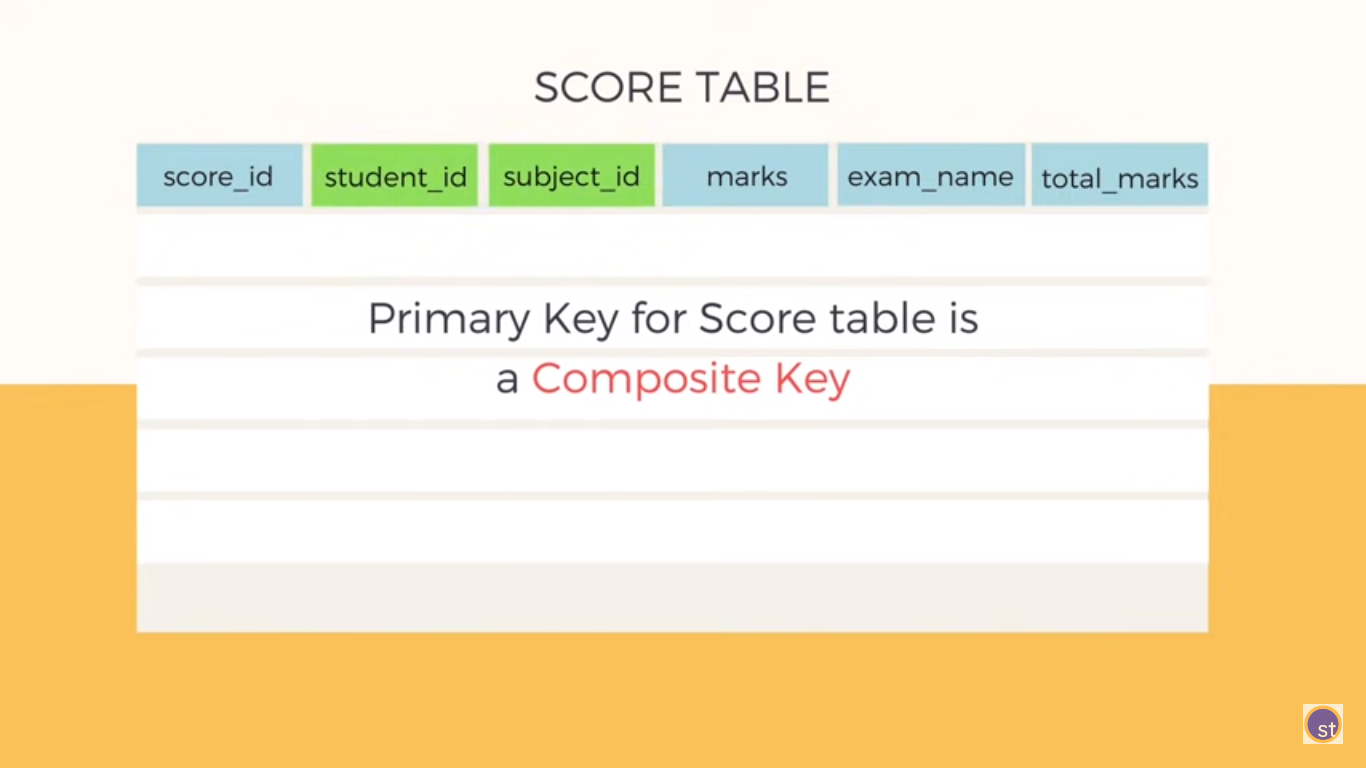 SCORE TABLE
score_id student_id subject_id marks exam_name total_marks
Primary Key for Score table is
a Composite Key
st